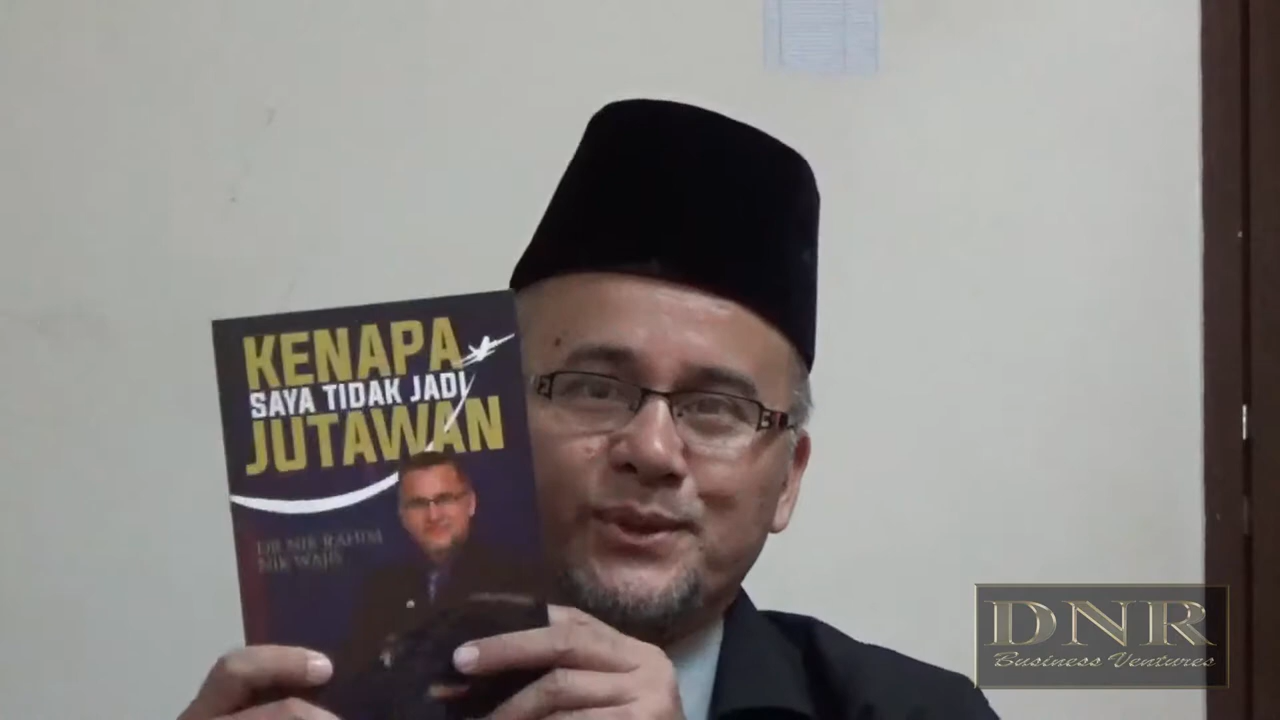 KENAPA
SAYA TIDAK JADI
JUTAWAN
DR NIK RAHIM
NIK WAJIS
DNR
Business Ventures